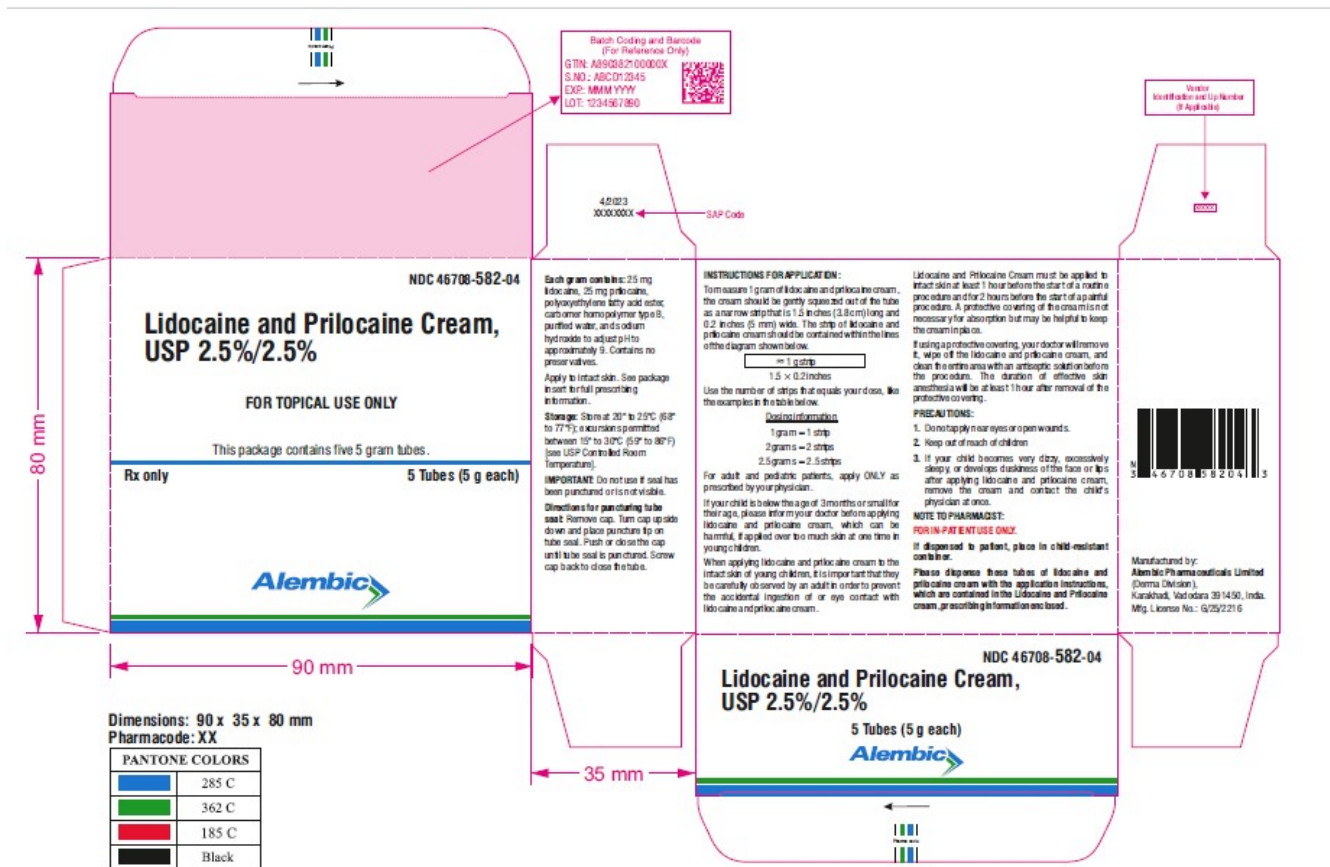 Batch Coding and Barcode
(For Reference Only)
GTIN: A890382100000X
S.NO.: ABCD12345
EXP.: MMM YYYY
LOT: 1234567890
Vendor
Identification and Up Number
(If Applicable)
4/2023
XXXXXXXX
SAP Code
NDC 46708-582-04
Lidocaine and Prilocaine Cream,
USP 2.5%/2.5%
FOR TOPICAL USE ONLY
This package contains five 5 gram tubes.
Rx only
5 Tubes (5 g each)
Alembic
80 mm
90 mm
Each gram contains: 25 mg
lidocaine, 25 mg prilocaine,
polyoxyethylene fatty acid ester,
carbomer homopolymer type B,
purified water, and sodium
hydroxide to adjust pH to
approximately 9. Contains no
preservatives.
Apply to intact skin. See package
insert for full prescribing
information.
Storage: Store at 20° to 25°C (68°
to 77°F); excursions permitted
between 15° to 30°C (59° to 86°F)
[see USP Controlled Room
Temperature].
IMPORTANT: Do not use if seal has
been punctured or is not visible.
Directions for puncturing tube
seal: Remove cap. Turn cap upside
down and place puncture tip on
tube seal. Push or close the cap
until tube seal is punctured. Screw
cap back to close the tube.
INSTRUCTIONS FOR APPLICATION:
To measure 1 gram of lidocaine and prilocaine cream,
the cream should be gently squeezed out of the tube
as a narrow strip that is 1.5 inches (3.8 cm) long and
0.2 inches (5 mm) wide. The strip of lidocaine and
prilocaine cream should be contained within the lines
of the diagram shown below.
= 1 g strip
1.5 × 0.2 inches
Use the number of strips that equals your dose, like
the examples in the table below.
Dosing information
1 gram = 1 strip
2 grams = 2 strips
2.5 grams = 2.5 strips
For adult and pediatric patients, apply ONLY as
prescribed by your physician.
If your child is below the age of 3 months or small for
their age, please inform your doctor before applying
lidocaine and prilocaine cream, which can be
harmful, if applied over too much skin at one time in
young children.
When applying lidocaine and prilocaine cream to the
intact skin of young children, it is important that they
be carefully observed by an adult in order to prevent
the accidental ingestion of or eye contact with
lidocaine and prilocaine cream.
Lidocaine and Prilocaine Cream must be applied to
intact skin at least 1 hour before the start of a routine
procedure and for 2 hours before the start of a painful
procedure. A protective covering of the cream is not
necessary for absorption but may be helpful to keep
the cream in place.
If using a protective covering, your doctor will remove
it, wipe off the lidocaine and prilocaine cream, and
clean the entire area with an antiseptic solution before
the procedure. The duration of effective skin
anesthesia will be at least 1 hour after removal of the
protective covering.
PRECAUTIONS:
1. Do not apply near eyes or open wounds.
2. Keep out of reach of children
3. If your child becomes very dizzy, excessively
sleepy, or develops duskiness of the face or lips
after applying lidocaine and prilocaine cream,
remove the cream and contact the child's
physician at once.
NOTE TO PHARMACIST:
FOR IN-PATIENT USE ONLY.
If dispensed to patient, place in child-resistant
container.
Please dispense these tubes of lidocaine and
prilocaine cream with the application instructions,
which are contained in the Lidocaine and Prilocaine
cream, prescribing information enclosed.
N
3 46708 58204 3
Manufactured by:
Alembic Pharmaceuticals Limited
(Derma Division),
Karakhadi, Vadodara 391450, India.
Mfg. License No.: G/25/2216
NDC 46708-582-04
Lidocaine and Prilocaine Cream,
USP 2.5%/2.5%
5 Tubes (5 g each)
Alembic
35 mm
Dimensions: 90 x 35 x 80 mm
Pharmacode: XX
PANTONE COLORS
285 C
362 C
185 C
Black